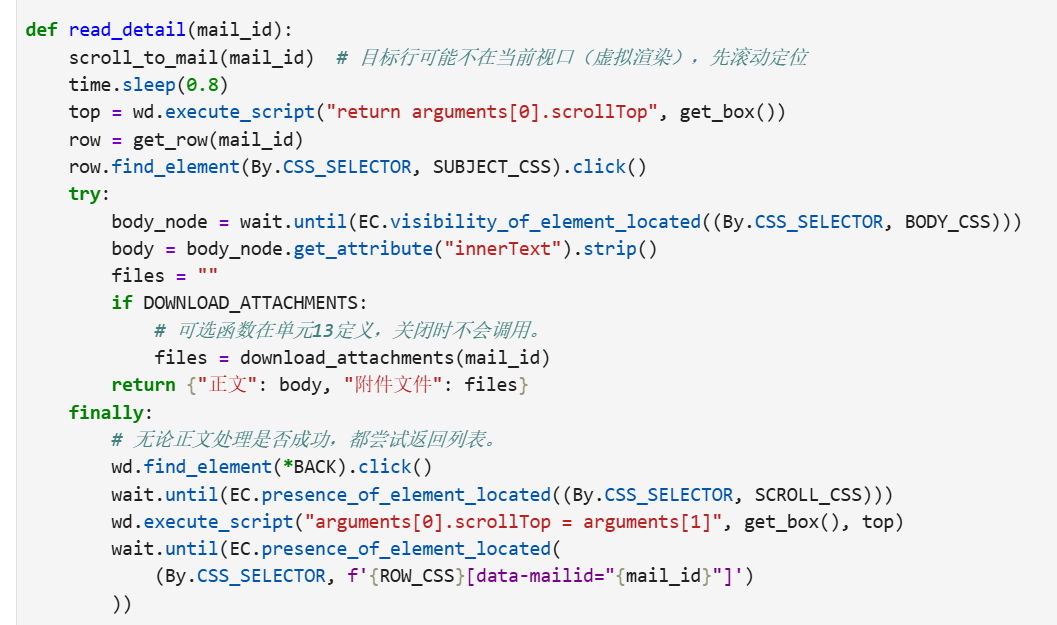 def read_detail(mail_id):
    scroll_to_mail(mail_id)  # 目标行可能不在当前视口（虚拟渲染），先滚动定位
    time.sleep(0.8)
    top = wd.execute_script("return arguments[0].scrollTop", get_box())
    row = get_row(mail_id)
    row.find_element(By.CSS_SELECTOR, SUBJECT_CSS).click()
    try:
        body_node = wait.until(EC.visibility_of_element_located((By.CSS_SELECTOR, BODY_CSS)))
        body = body_node.get_attribute("innerText").strip()
        files = ""
        if DOWNLOAD_ATTACHMENTS:
            # 可选函数在单元13定义，关闭时不会调用。
            files = download_attachments(mail_id)
        return {"正文": body, "附件文件": files}
    finally:
        # 无论正文处理是否成功，都尝试返回列表。
        wd.find_element(*BACK).click()
        wait.until(EC.presence_of_element_located((By.CSS_SELECTOR, SCROLL_CSS)))
        wd.execute_script("arguments[0].scrollTop = arguments[1]", get_box(), top)
        wait.until(EC.presence_of_element_located(
            (By.CSS_SELECTOR, f'{ROW_CSS}[data-mailid="{mail_id}"]')
        ))